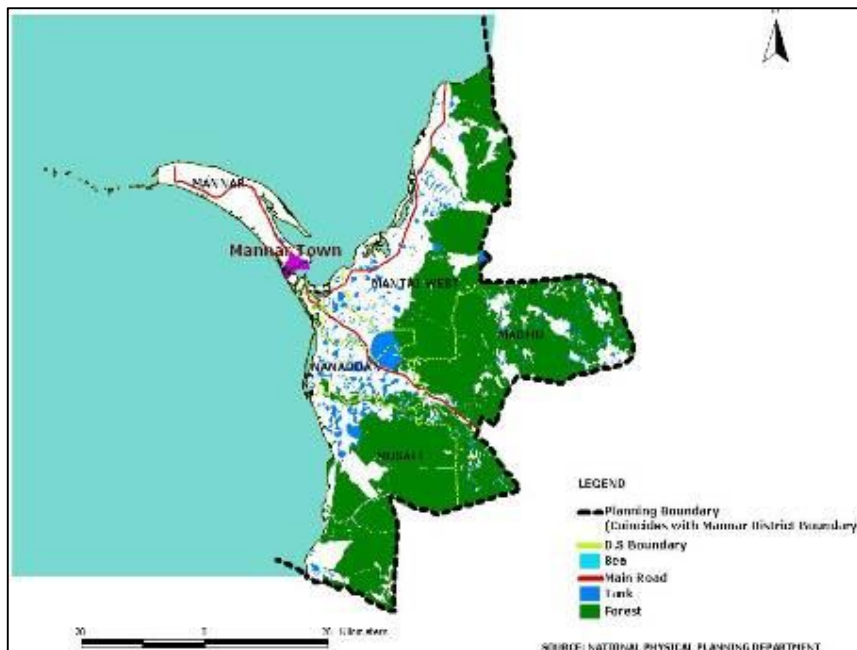 MANNAR
Mannar Town
MANTAI WEST
MADHU
NANADDAN
MUSALI
LEGEND
Planning Boundary
(Coincides with Mannar District Boundary
D.S Boundary
Sea
Main Road
Tank
Forest
20 0 20 Kilometers
SOURCE: NATIONAL PHYSICAL PLANNING DEPARTMENT